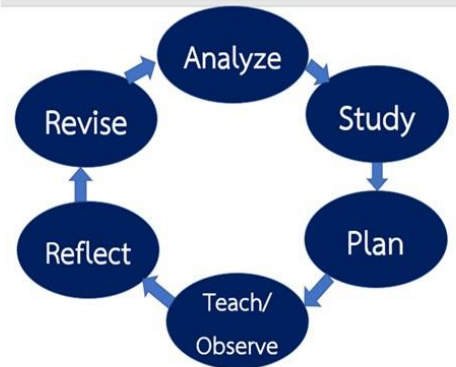 Analyze
Study
Plan
Teach/
Observe
Reflect
Revise